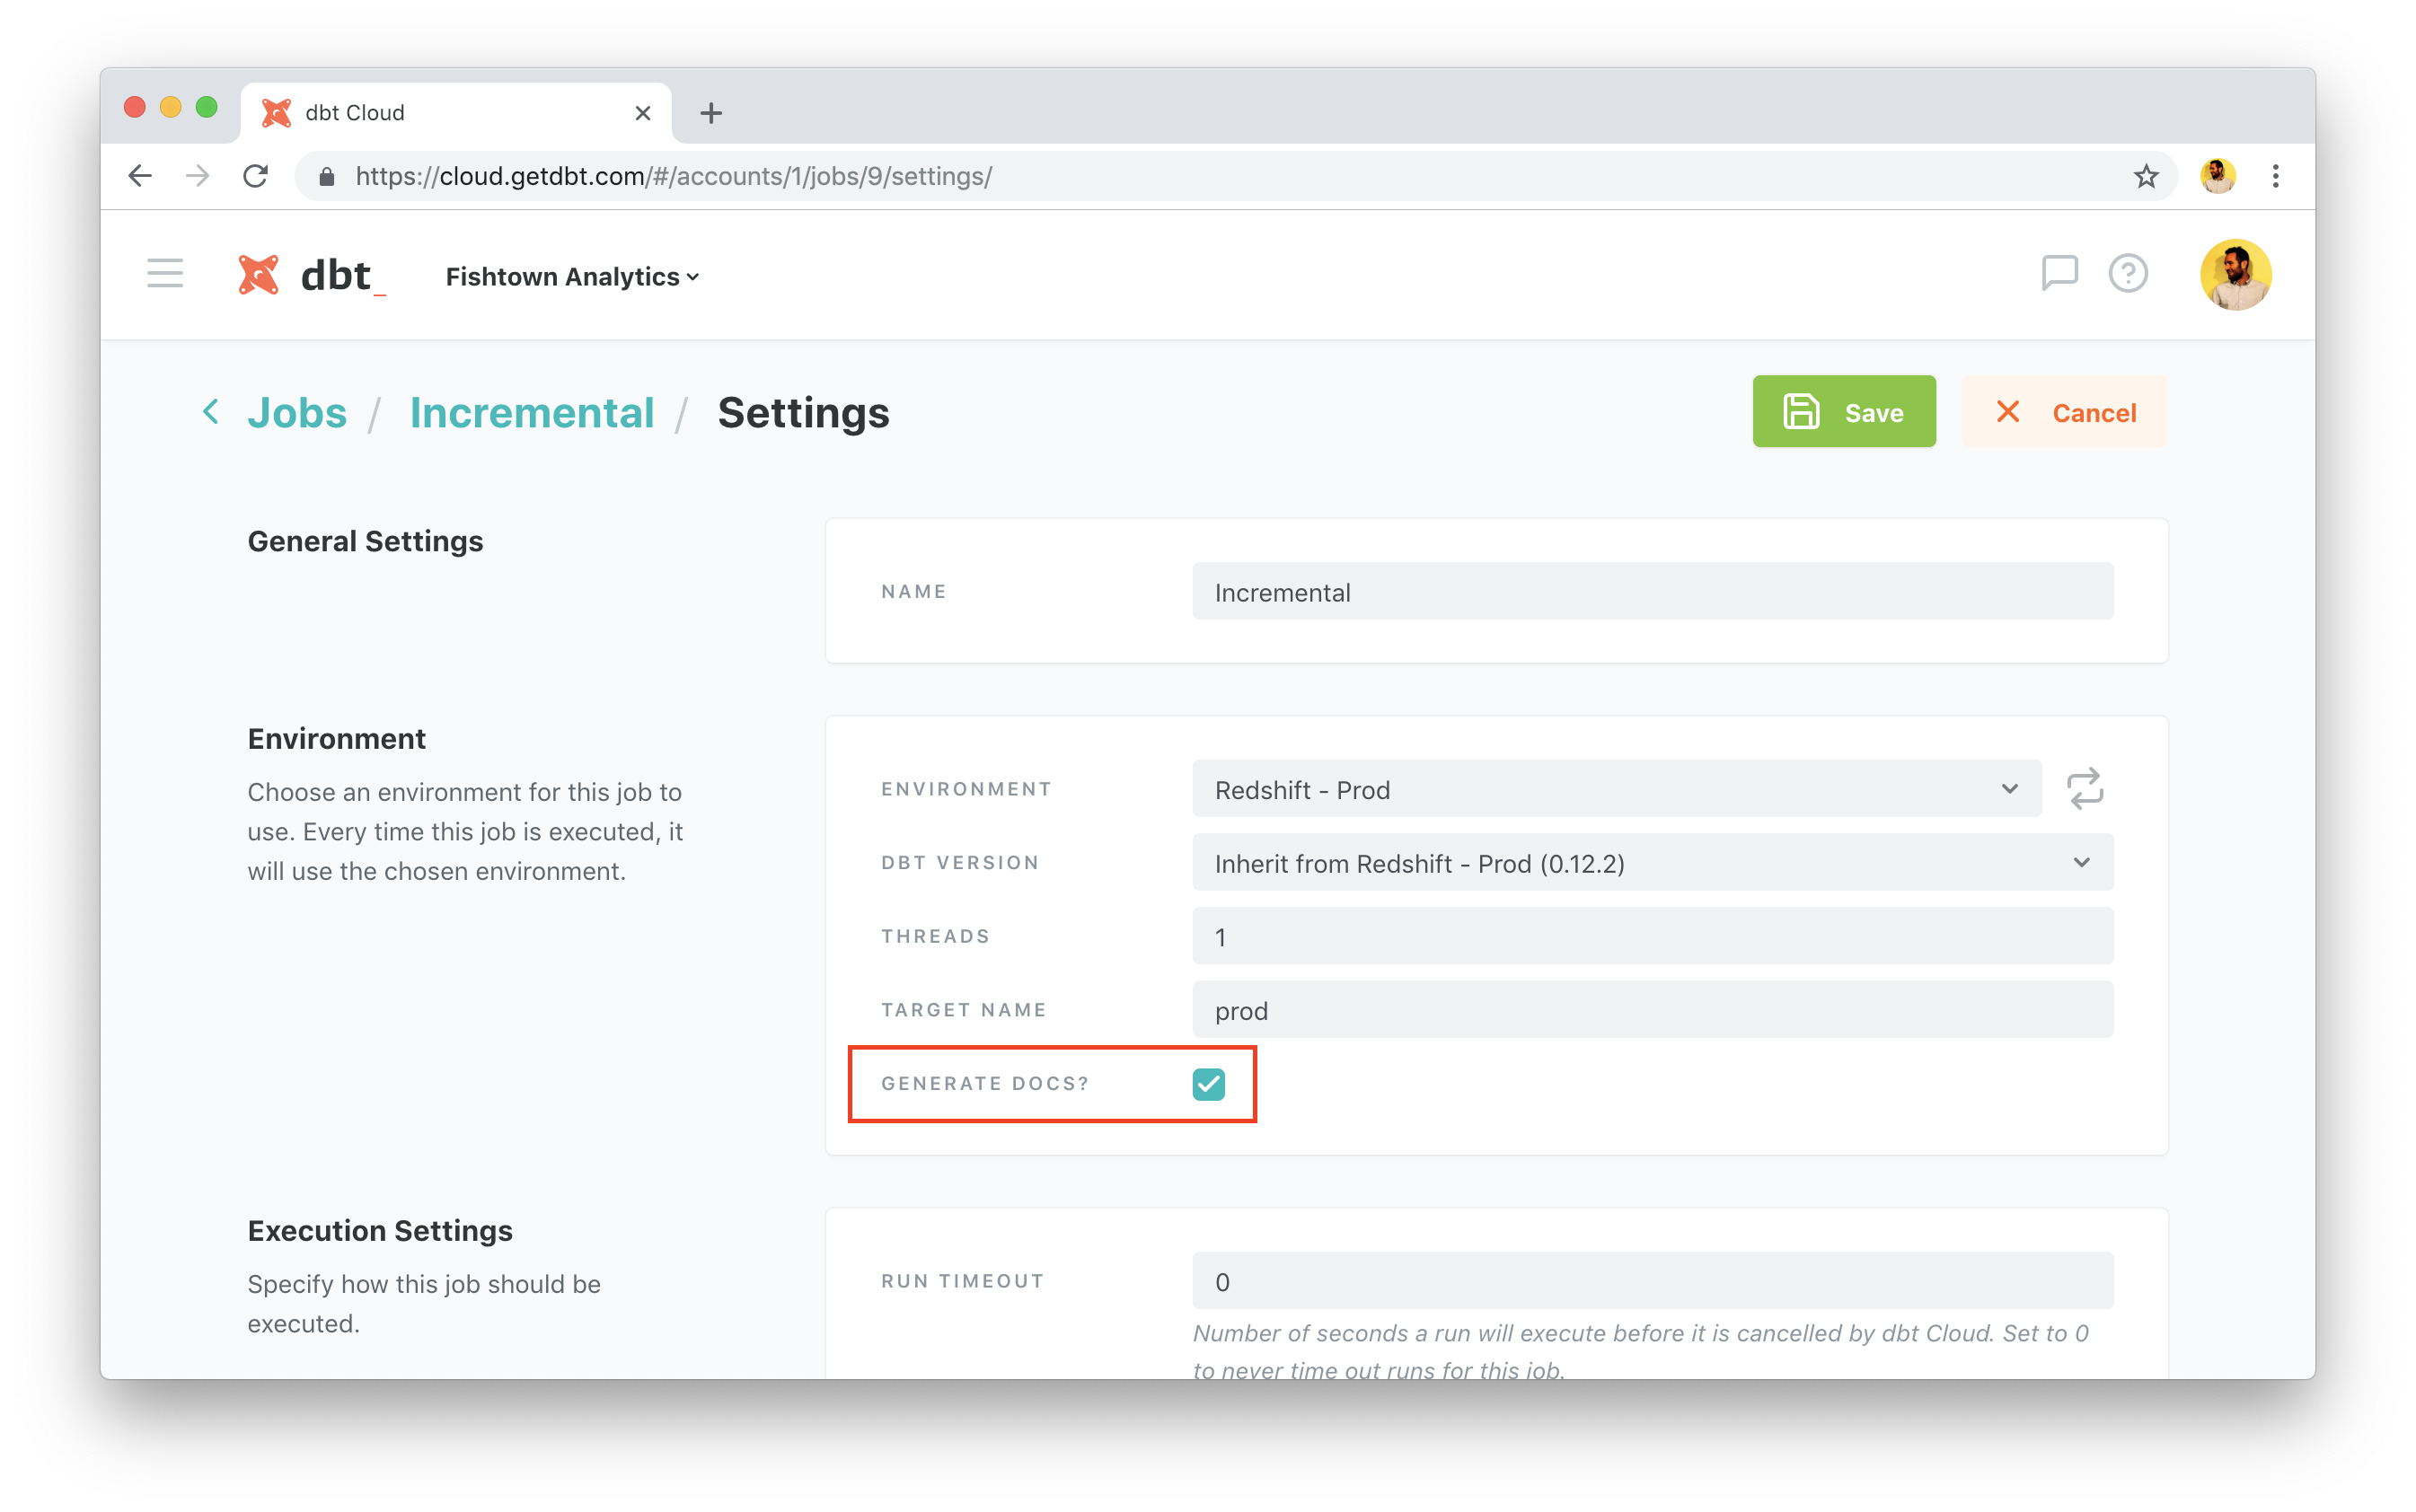 dbt Cloud
https://cloud.getdbt.com/#/accounts/1/jobs/9/settings/
dbt_ Fishtown Analytics
Jobs / Incremental / Settings
Save
Cancel
General Settings
NAME
Incremental
Environment
Choose an environment for this job to
use. Every time this job is executed, it
will use the chosen environment.
ENVIRONMENT
Redshift - Prod
DBT VERSION
Inherit from Redshift - Prod (0.12.2)
THREADS
1
TARGET NAME
prod
GENERATE DOCS?
Execution Settings
Specify how this job should be
executed.
RUN TIMEOUT
0
Number of seconds a run will execute before it is cancelled by dbt Cloud. Set to 0
to never time out runs for this job.